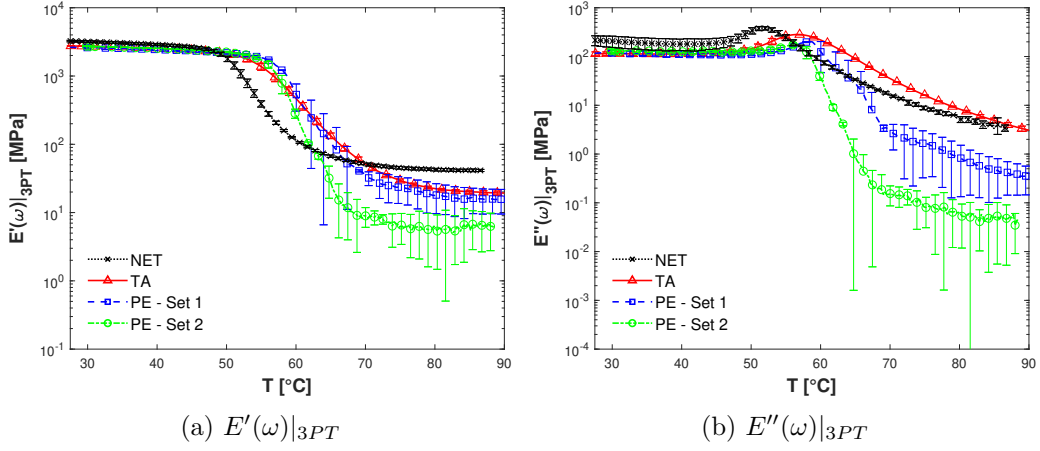 10^4
10^3
10^2
10^1
10^0
10^-1
E'(ω)|3PT [MPa]
NET
TA
PE - Set 1
PE - Set 2
30 40 50 60 70 80 90
T [°C]
(a) E′(ω)|3PT
10^3
10^2
10^1
10^0
10^-1
10^-2
10^-3
10^-4
E''(ω)|3PT [MPa]
NET
TA
PE - Set 1
PE - Set 2
30 40 50 60 70 80 90
T [°C]
(b) E′′(ω)|3PT